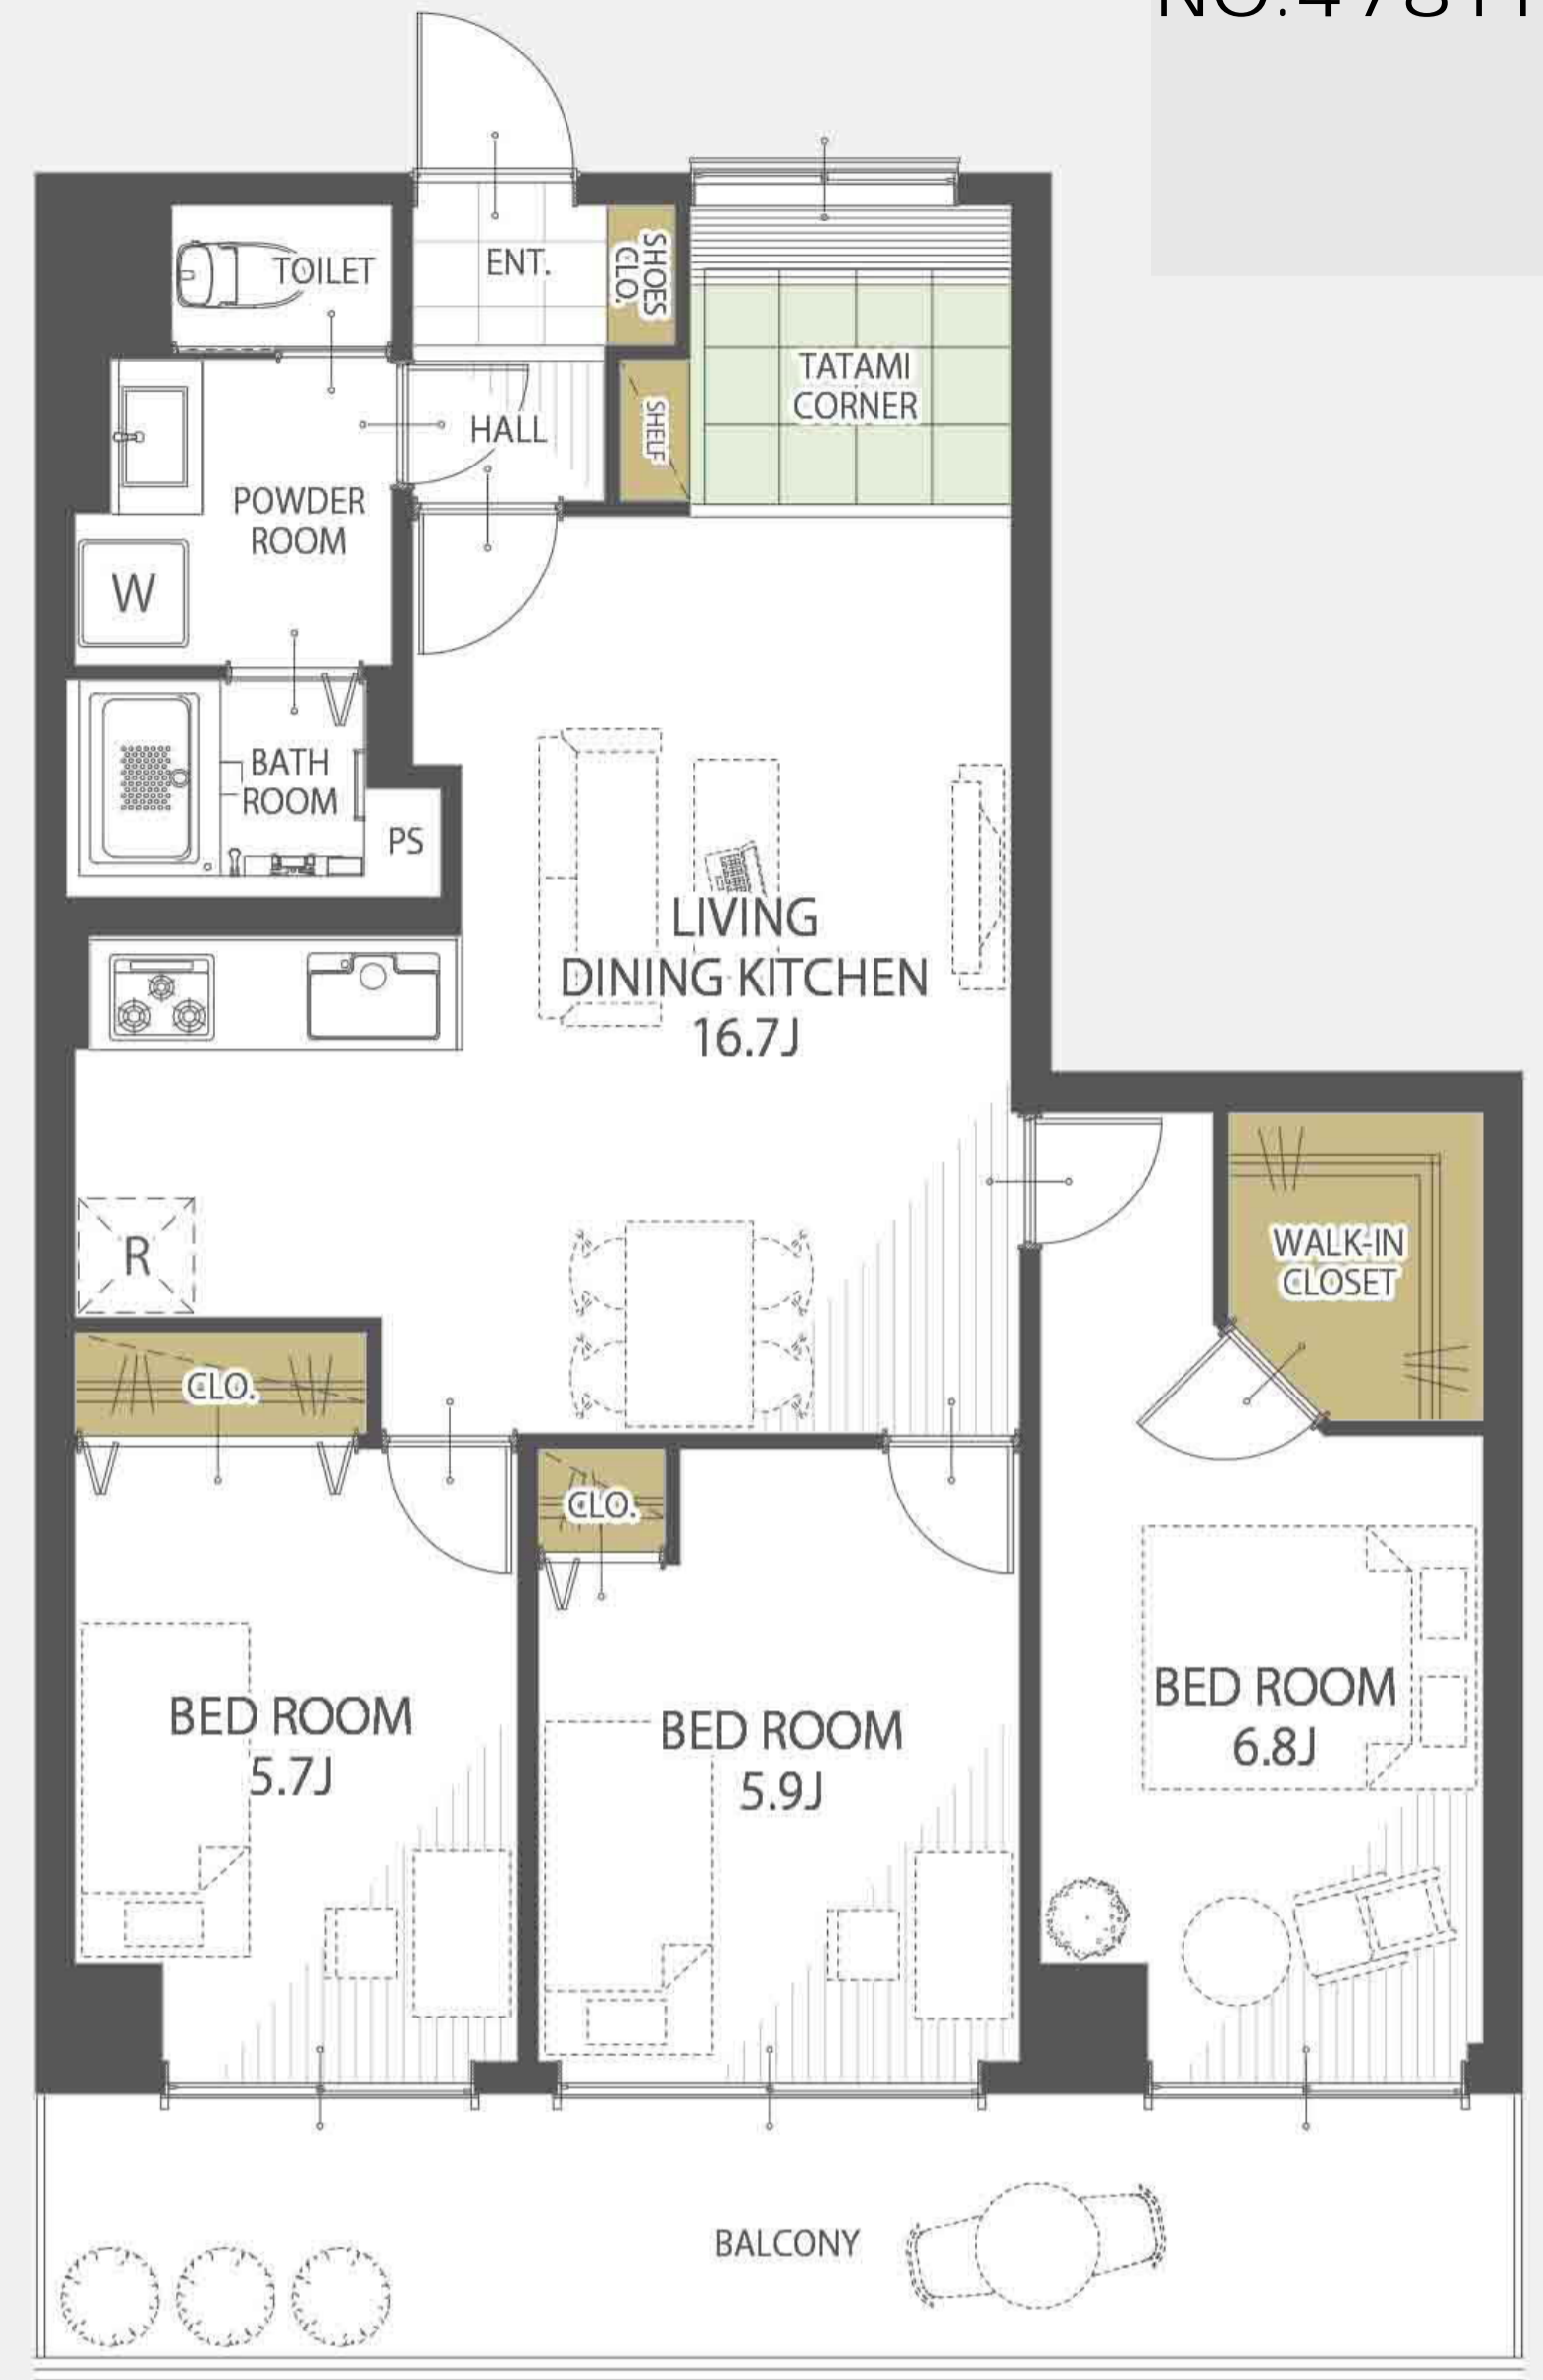 TOILET
ENT.
SHOES
CLO.
TATAMI
CORNER
HALL
SHELF
POWDER
ROOM
W
BATH
ROOM
PS
LIVING
DINING KITCHEN
16.7J
R
WALK-IN
CLOSET
CLO.
CLO.
BED ROOM
5.7J
BED ROOM
5.9J
BED ROOM
6.8J
BALCONY